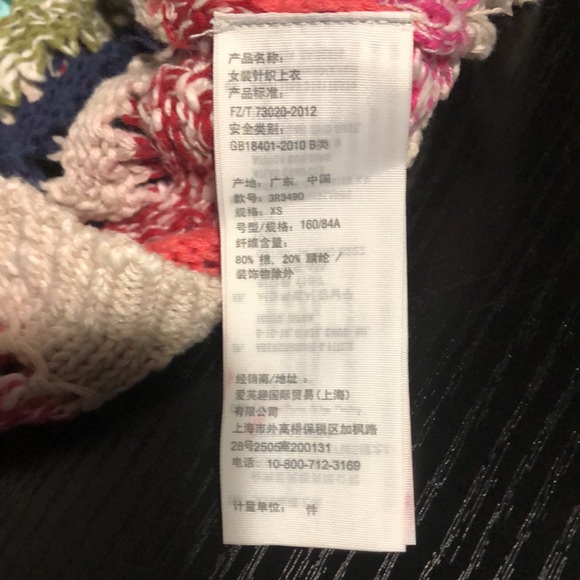 产品名称：
女装针织上衣
产品标准：
FZ/T 73020-2012
安全类别：
GB18401-2010 B类
产地：广东，中国
款号：3R3490
规格：XS
号型/规格：160/84A
纤维含量：
80% 棉，20% 腈纶 /
装饰物除外
经销商/地址：
爱英趣国际贸易(上海)
有限公司
上海市外高桥保税区加枫路
28号2505室200131
电话：10-800-712-3169
计量单位： 件